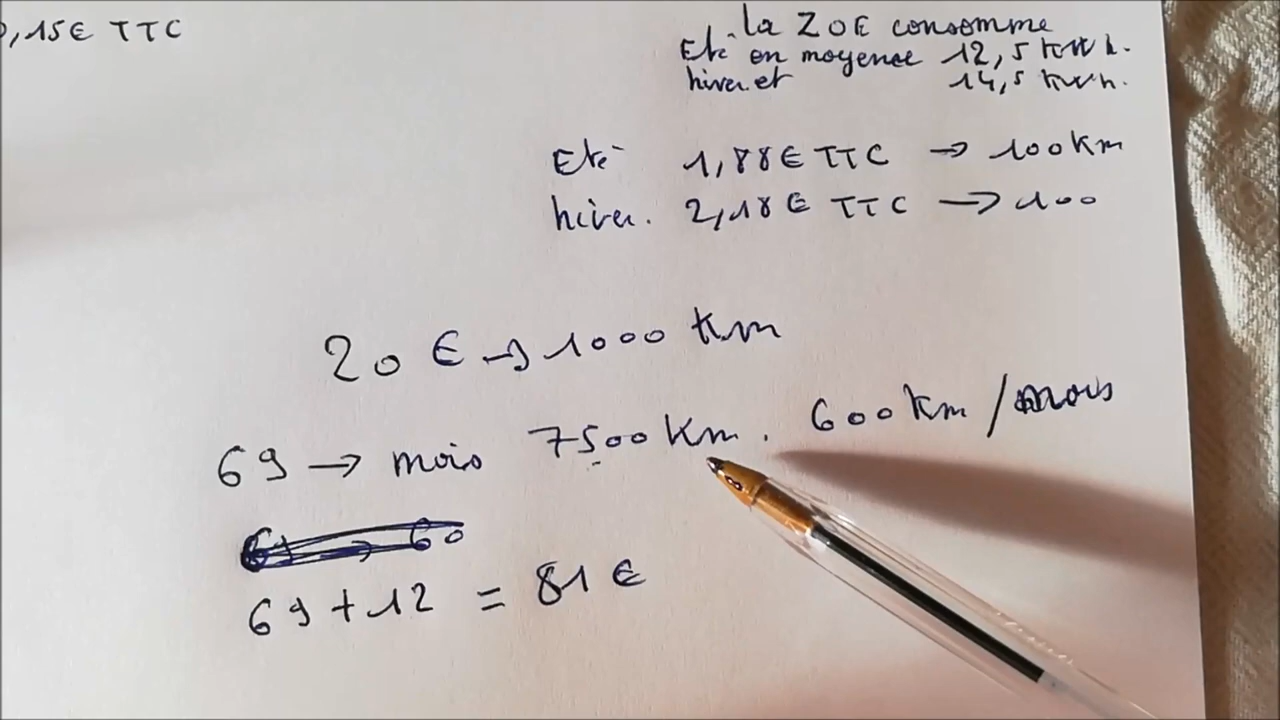 0,15€ TTC
la ZOE consomme
Eté en moyenne 12,5 KWh.
hiver et 14,5 KWh.
Eté 1,88€ TTC → 100Km
hiver. 2,18€ TTC → 100
20 € → 1000 Km
69 → mois 7500 Km. 600 Km / mois
69 + 12 = 81 €